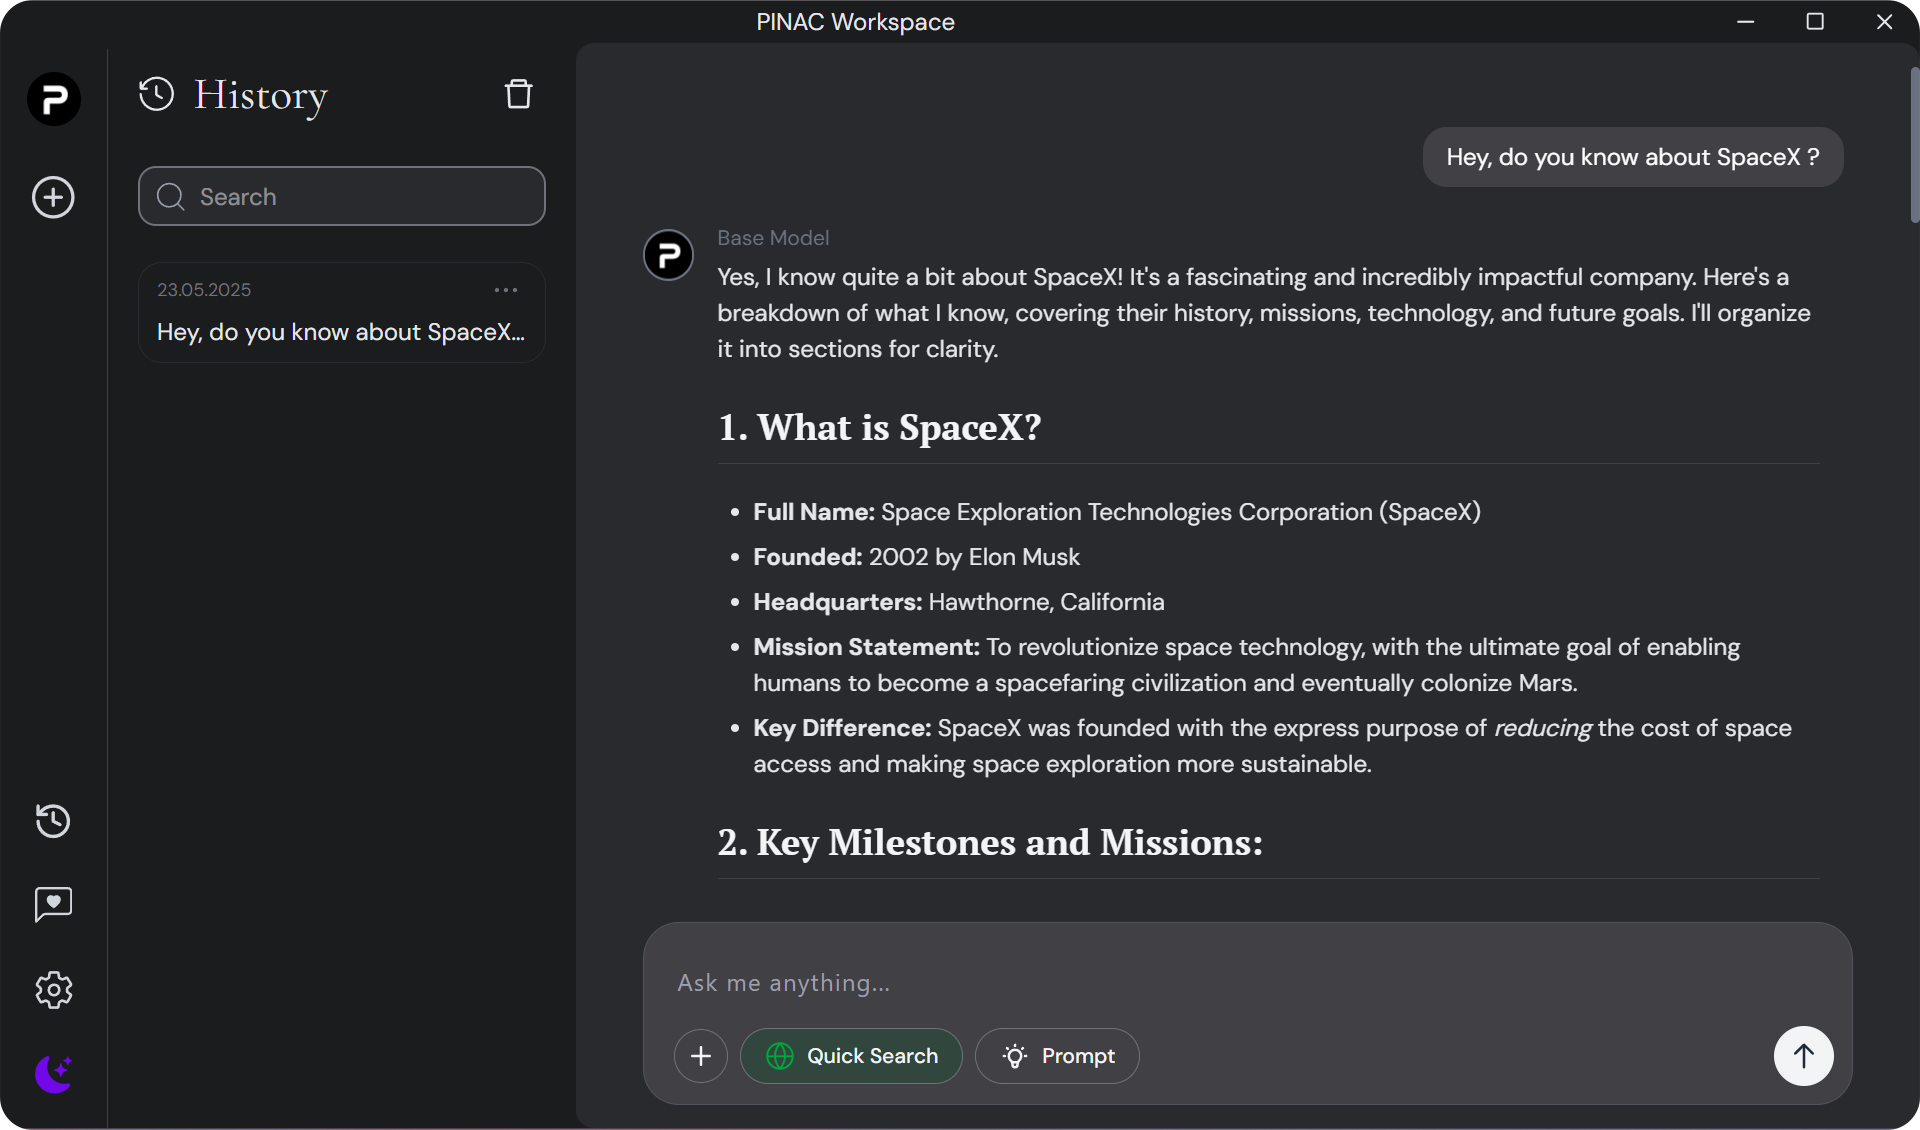 PINAC Workspace
History
Search
23.05.2025
Hey, do you know about SpaceX...
Hey, do you know about SpaceX ?
Base Model
Yes, I know quite a bit about SpaceX! It's a fascinating and incredibly impactful company. Here's a
breakdown of what I know, covering their history, missions, technology, and future goals. I'll organize
it into sections for clarity.
1. What is SpaceX?
• Full Name: Space Exploration Technologies Corporation (SpaceX)
• Founded: 2002 by Elon Musk
• Headquarters: Hawthorne, California
• Mission Statement: To revolutionize space technology, with the ultimate goal of enabling
humans to become a spacefaring civilization and eventually colonize Mars.
• Key Difference: SpaceX was founded with the express purpose of reducing the cost of space
access and making space exploration more sustainable.
2. Key Milestones and Missions:
Ask me anything...
Quick Search
Prompt